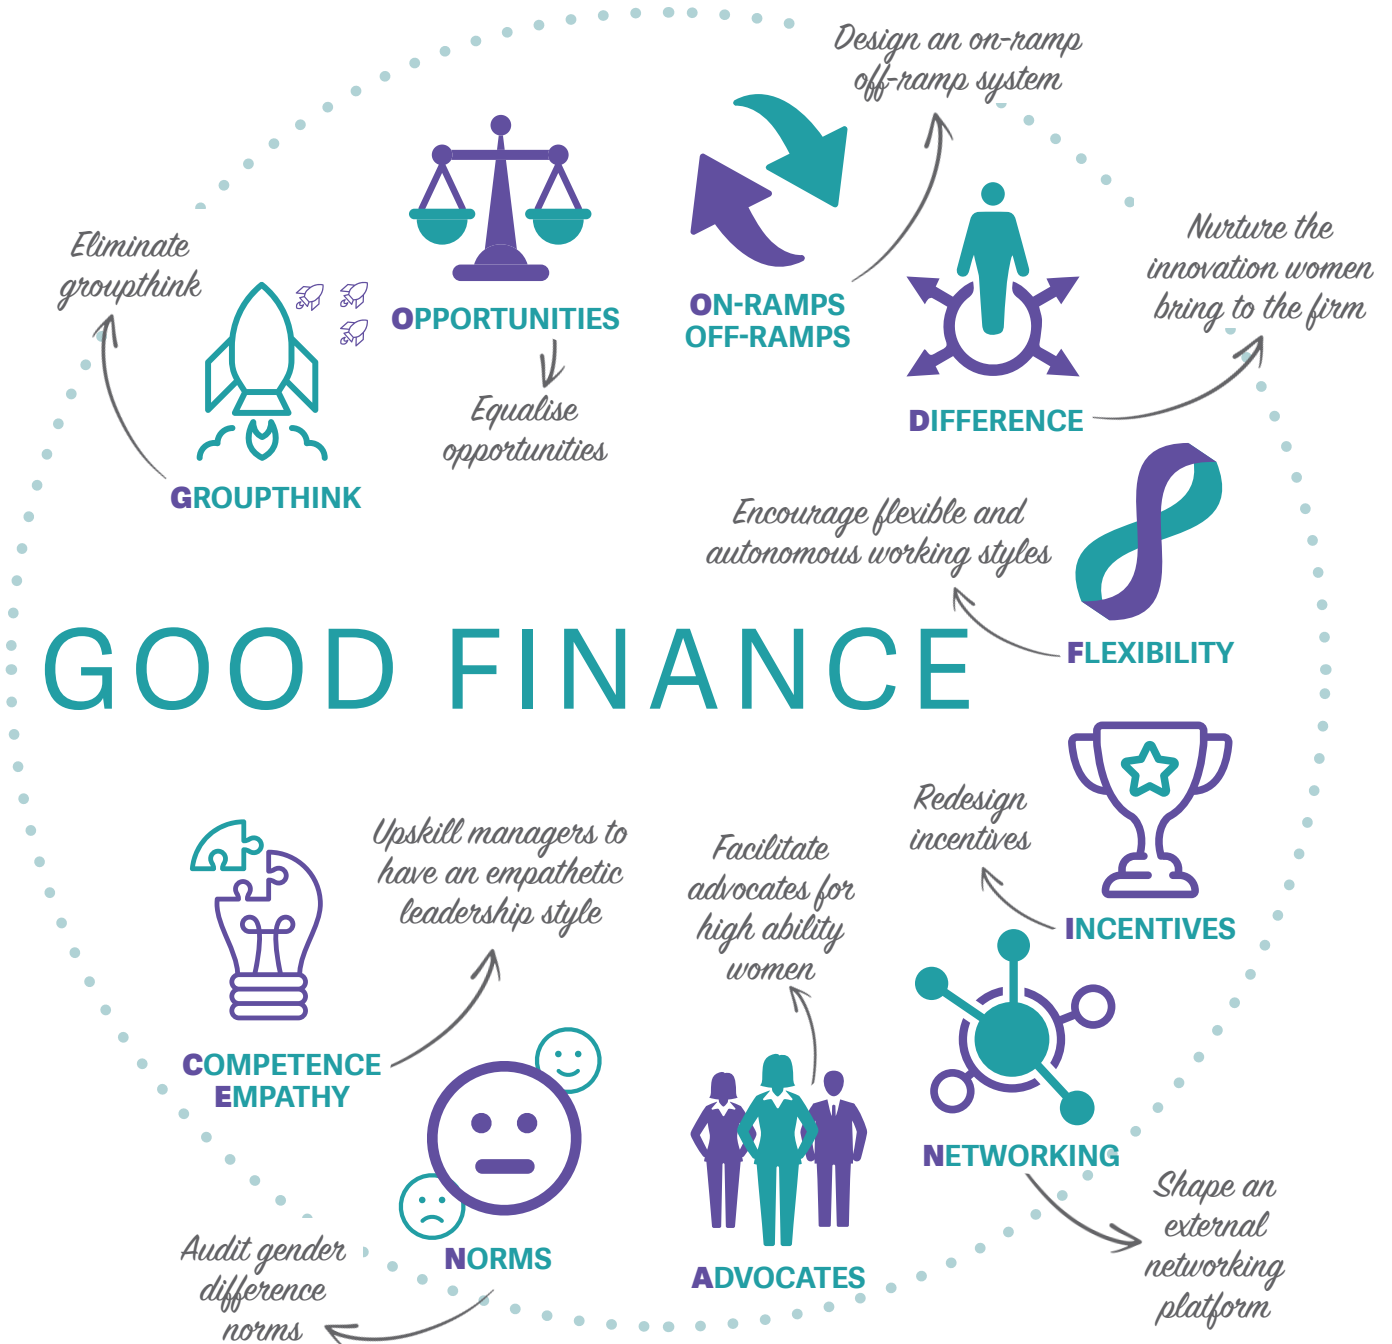 Design an on-ramp
off-ramp system
Eliminate
groupthink
OPPORTUNITIES
Equalise
opportunities
ON-RAMPS
OFF-RAMPS
Nurture the
innovation women
bring to the firm
DIFFERENCE
GROUPTHINK
Encourage flexible and
autonomous working styles
FLEXIBILITY
GOOD FINANCE
Redesign
incentives
INCENTIVES
Upskill managers to
have an empathetic
leadership style
Facilitate
advocates for
high ability
women
COMPETENCE
EMPATHY
NETWORKING
Shape an
external
networking
platform
Audit gender
difference
norms
NORMS
ADVOCATES